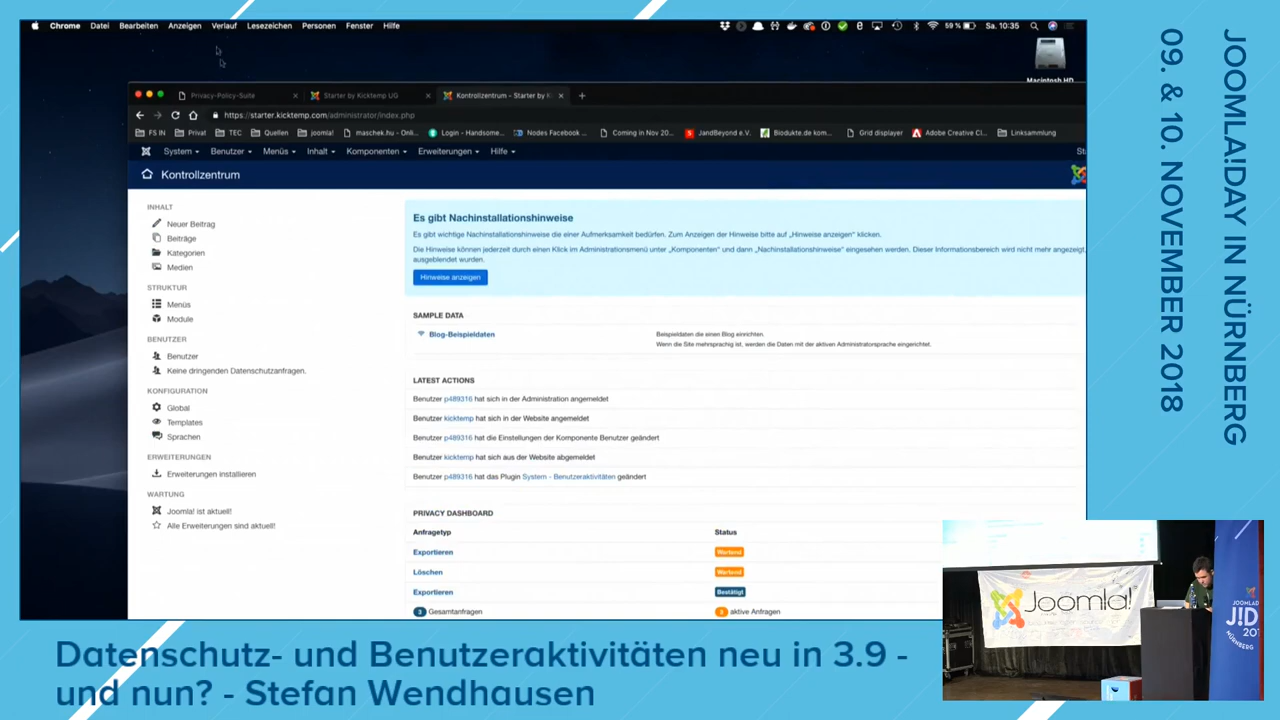 Chrome Datei Bearbeiten Anzeigen Verlauf Lesezeichen Personen Fenster Hilfe
59 % Sa. 10:35
Macintosh HD
Privacy-Policy-Suite
Starter by Kicktemp UG
Kontrollzentrum – Starter by K
https://starter.kicktemp.com/administrator/index.php
FS IN
Privat
TEC
Quellen
joomla!
maschek.hu - Onli...
Login - Handsome...
Nodes Facebook ...
Coming in Nov 20...
JandBeyond e.V.
Biodukte.de kom...
Grid displayer
Adobe Creative Cl...
Linksammlung
System Benutzer Menüs Inhalt Komponenten Erweiterungen Hilfe
Kontrollzentrum
INHALT
Neuer Beitrag
Beiträge
Kategorien
Medien
STRUKTUR
Menüs
Module
BENUTZER
Benutzer
Keine dringenden Datenschutzanfragen.
KONFIGURATION
Global
Templates
Sprachen
ERWEITERUNGEN
Erweiterungen installieren
WARTUNG
Joomla! ist aktuell!
Alle Erweiterungen sind aktuell!
Es gibt Nachinstallationshinweise
Es gibt wichtige Nachinstallationshinweise die einer Aufmerksamkeit bedürfen. Zum Anzeigen der Hinweise bitte auf „Hinweise anzeigen“ klicken.
Die Hinweise können jederzeit durch einen Klick im Administrationsmenü unter „Komponenten“ und dann „Nachinstallationshinweise“ eingesehen werden. Dieser Informationsbereich wird nicht mehr angezeigt,
ausgeblendet wurden.
Hinweise anzeigen
SAMPLE DATA
Blog-Beispieldaten
Beispieldaten die einen Blog einrichten.
Wenn die Site mehrsprachig ist, werden die Daten mit der aktiven Administratorsprache eingerichtet.
LATEST ACTIONS
Benutzer p489316 hat sich in der Administration angemeldet
Benutzer kicktemp hat sich in der Website angemeldet
Benutzer p489316 hat die Einstellungen der Komponente Benutzer geändert
Benutzer kicktemp hat sich aus der Website abgemeldet
Benutzer p489316 hat das Plugin System - Benutzeraktivitäten geändert
PRIVACY DASHBOARD
Anfragetyp Status
Exportieren Wartend
Löschen Wartend
Exportieren Bestätigt
3 Gesamtanfragen
aktive Anfragen
JOOMLA!DAY IN NÜRNBERG
09. & 10. NOVEMBER 2018
Joomla!
JOOMLAD
J!D
201
NÜRNBERG
Datenschutz- und Benutzeraktivitäten neu in 3.9 -
und nun? - Stefan Wendhausen